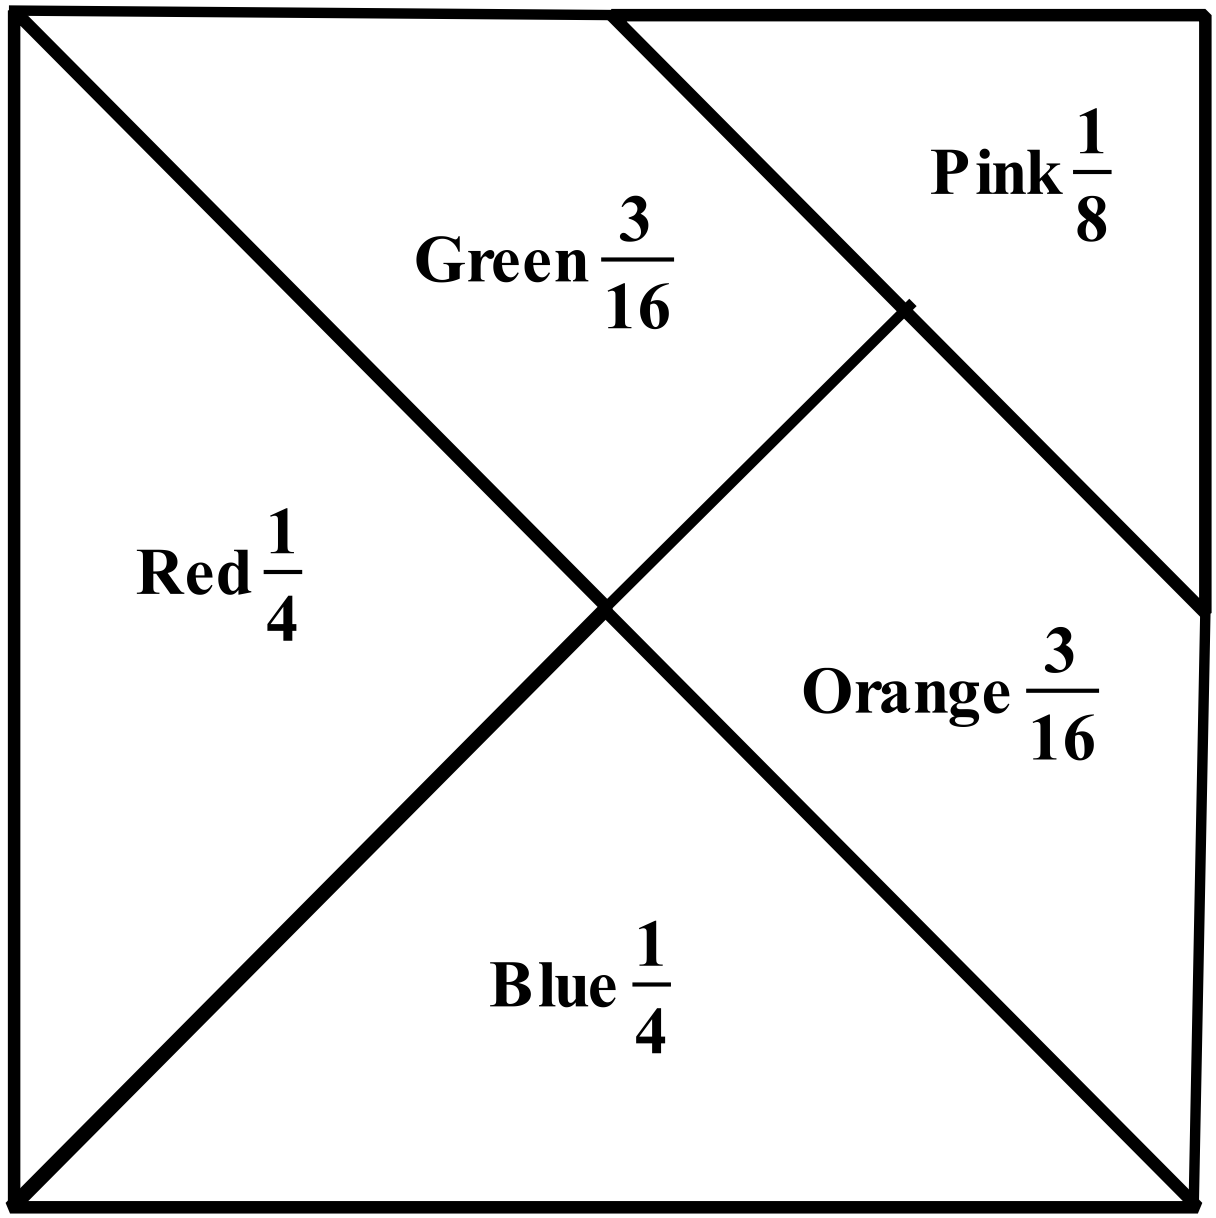 Pink 1/8
Green 3/16
Red 1/4
Orange 3/16
Blue 1/4